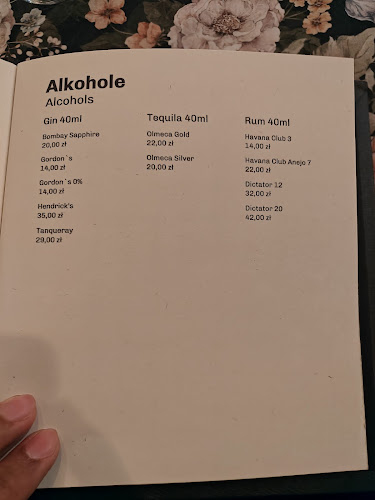 Alkohole
Alcohols
Gin 40ml
Bombay Sapphire
20,00 zł
Gordon`s
14,00 zł
Gordon`s 0%
14,00 zł
Hendrick's
35,00 zł
Tanqueray
29,00 zł
Tequila 40ml
Olmeca Gold
22,00 zł
Olmeca Silver
20,00 zł
Rum 40ml
Havana Club 3
14,00 zł
Havana Club Anejo 7
22,00 zł
Dictator 12
32,00 zł
Dictator 20
42,00 zł